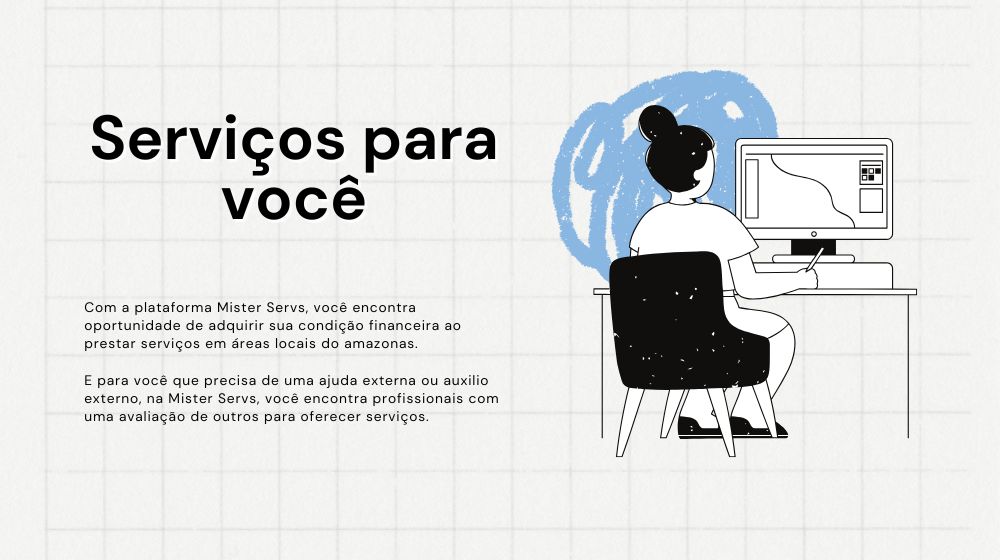 Serviços para
você
Com a plataforma Mister Servs, você encontra
oportunidade de adquirir sua condição financeira ao
prestar serviços em áreas locais do amazonas.
E para você que precisa de uma ajuda externa ou auxilio
externo, na Mister Servs, você encontra profissionais com
uma avaliação de outros para oferecer serviços.